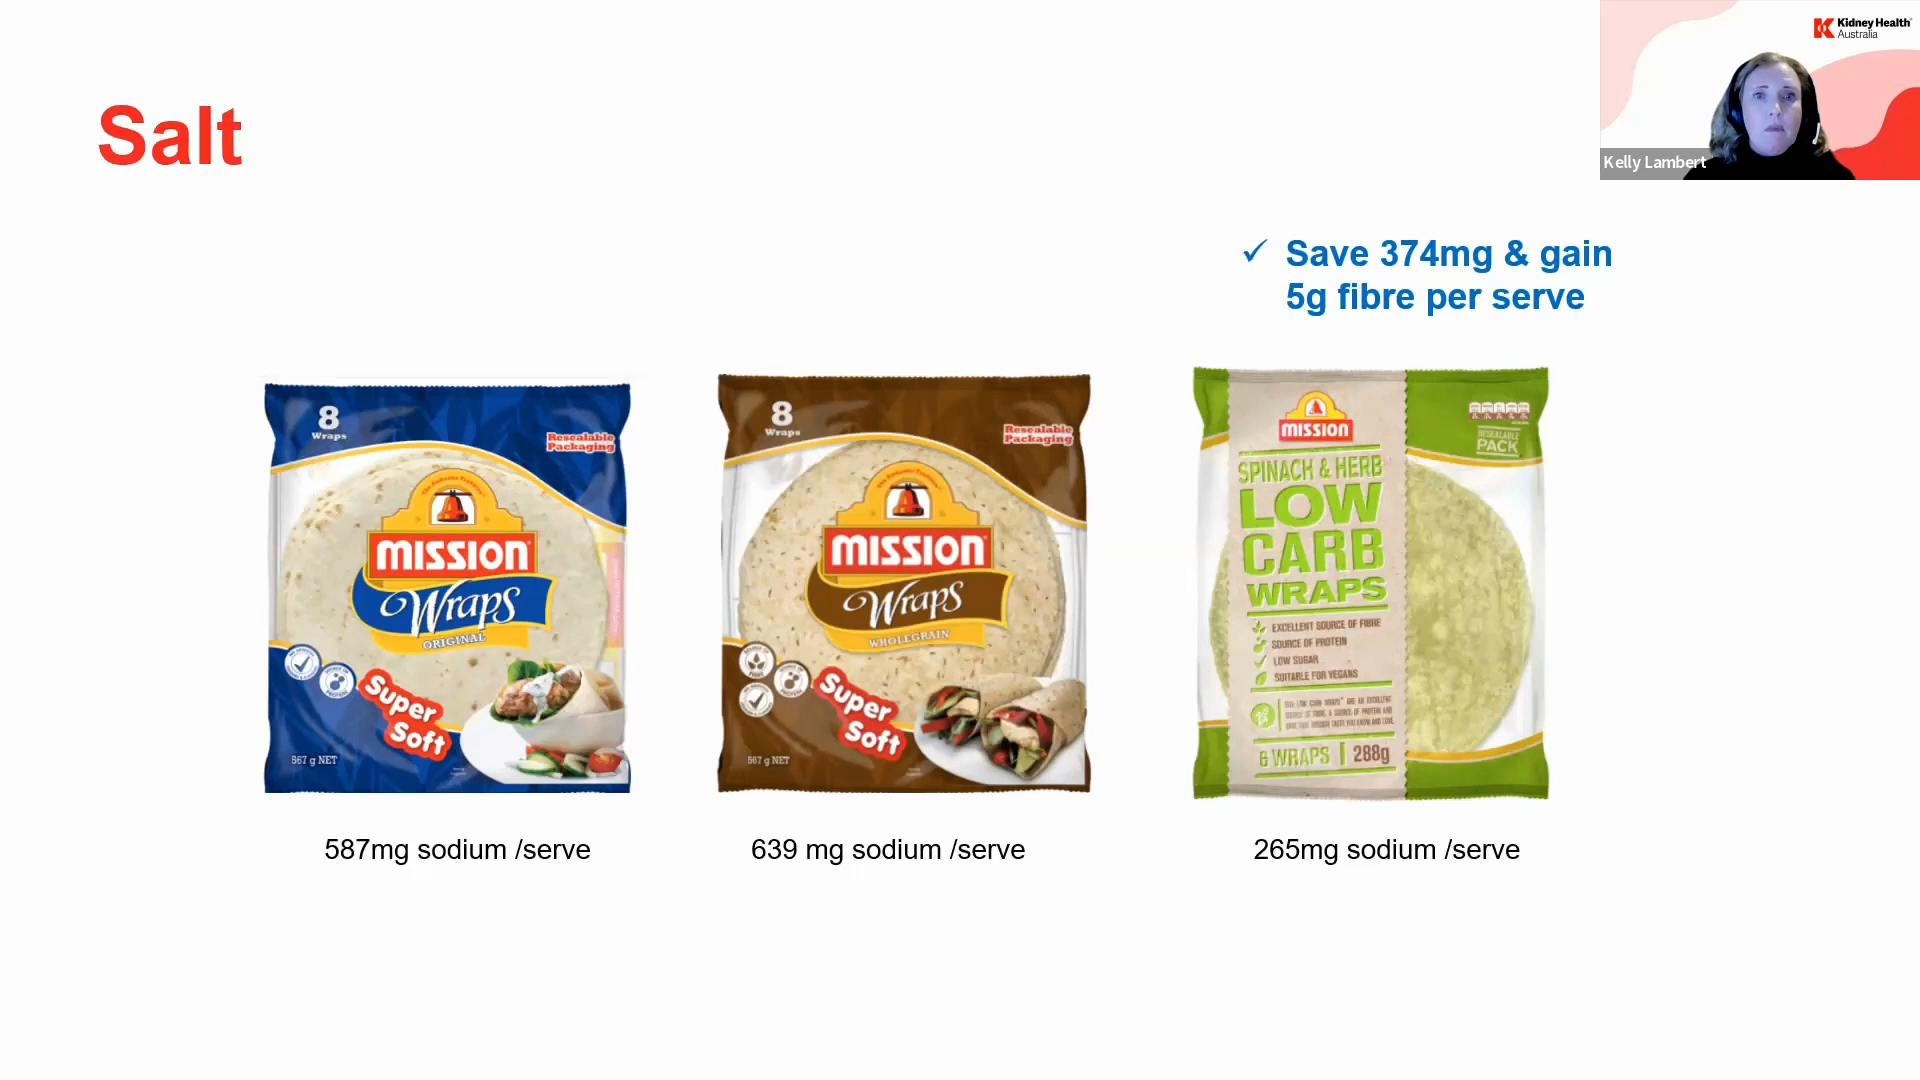 Kidney Health
Australia
Kelly Lambert
Salt
✓ Save 374mg & gain
5g fibre per serve
8
Wraps
Resealable
Packaging
MISSION
Wraps
ORIGINAL
Super
Soft
567 g NET
8
Wraps
Resealable
Packaging
MISSION
Wraps
WHOLEGRAIN
Super
Soft
567 g NET
MISSION
RESEALABLE
PACK
SPINACH & HERB
LOW
CARB
WRAPS
EXCELLENT SOURCE OF FIBRE
SOURCE OF PROTEIN
LOW SUGAR
SUITABLE FOR VEGANS
6 WRAPS | 288g
587mg sodium /serve
639 mg sodium /serve
265mg sodium /serve